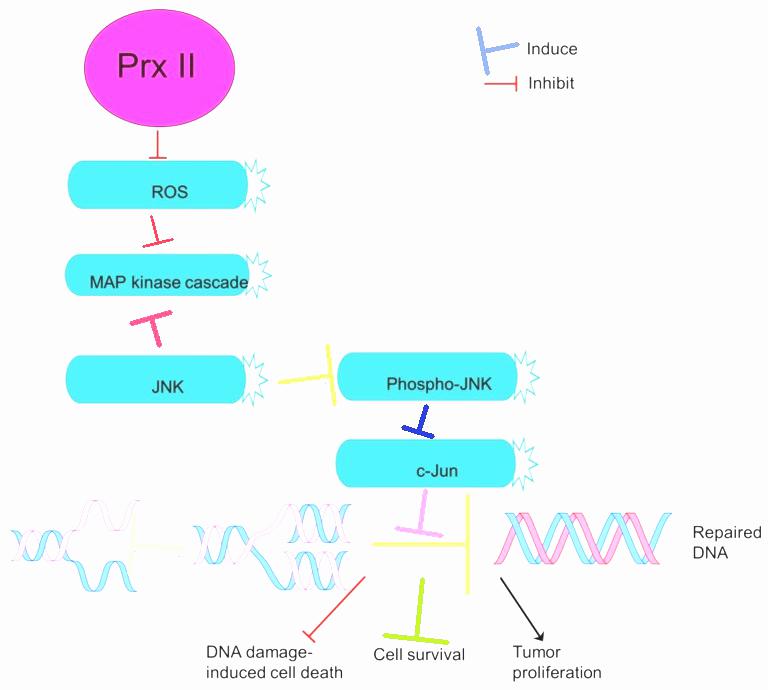 Prx II
Induce
Inhibit
ROS
MAP kinase cascade
JNK
Phospho-JNK
c-Jun
Repaired
DNA
DNA damage-
induced cell death
Cell survival
Tumor
proliferation